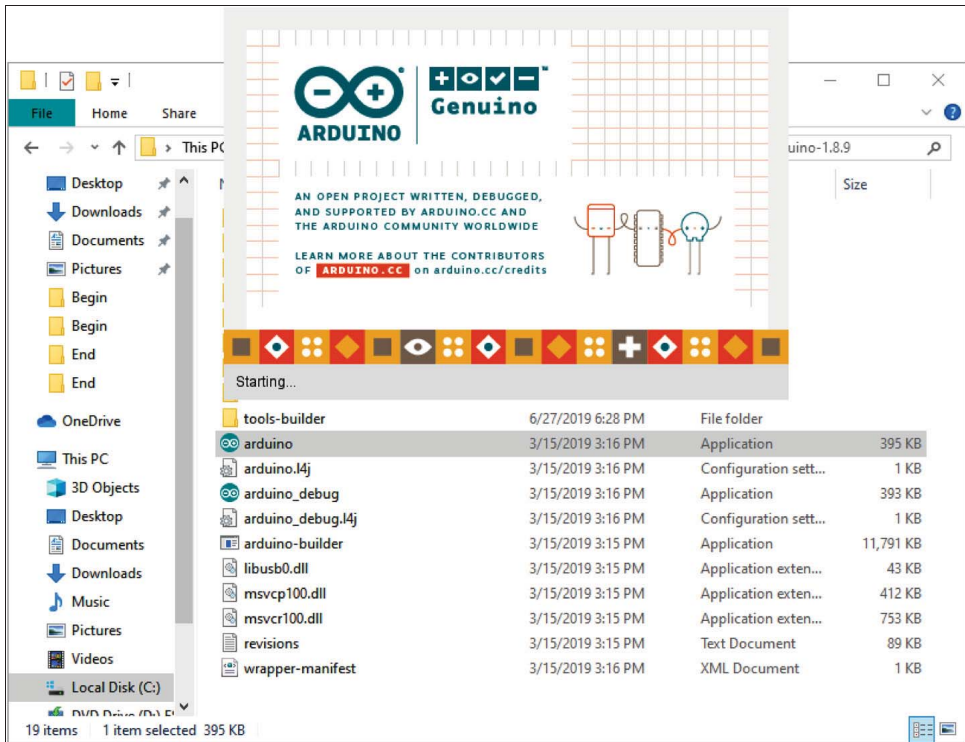 ARDUINO
Genuino
AN OPEN PROJECT WRITTEN, DEBUGGED,
AND SUPPORTED BY ARDUINO.CC AND
THE ARDUINO COMMUNITY WORLDWIDE
LEARN MORE ABOUT THE CONTRIBUTORS
OF ARDUINO.CC on arduino.cc/credits
Starting...
File Home Share
This PC
uino-1.8.9
Size
Desktop
Downloads
Documents
Pictures
Begin
Begin
End
End
OneDrive
This PC
3D Objects
Desktop
Documents
Downloads
Music
Pictures
Videos
Local Disk (C:)
tools-builder 6/27/2019 6:28 PM File folder
arduino 3/15/2019 3:16 PM Application 395 KB
arduino.l4j 3/15/2019 3:16 PM Configuration sett... 1 KB
arduino_debug 3/15/2019 3:16 PM Application 393 KB
arduino_debug.l4j 3/15/2019 3:16 PM Configuration sett... 1 KB
arduino-builder 3/15/2019 3:15 PM Application 11,791 KB
libusb0.dll 3/15/2019 3:15 PM Application exten... 43 KB
msvcp100.dll 3/15/2019 3:15 PM Application exten... 412 KB
msvcr100.dll 3/15/2019 3:15 PM Application exten... 753 KB
revisions 3/15/2019 3:15 PM Text Document 89 KB
wrapper-manifest 3/15/2019 3:16 PM XML Document 1 KB
19 items 1 item selected 395 KB